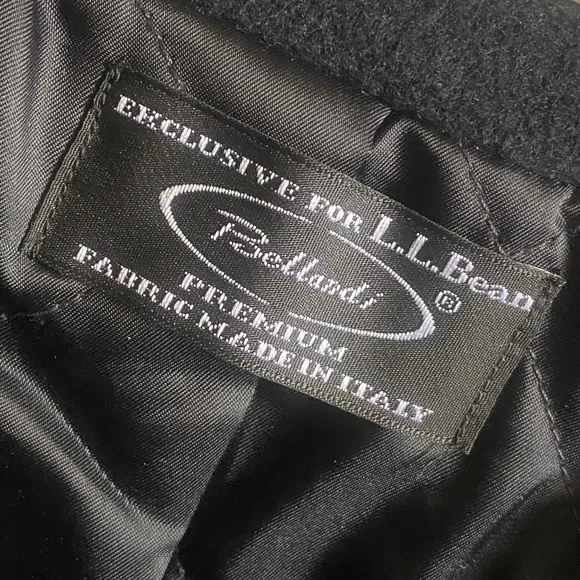 EXCLUSIVE FOR L.L.Bean
Bellandi ®
PREMIUM
FABRIC MADE IN ITALY